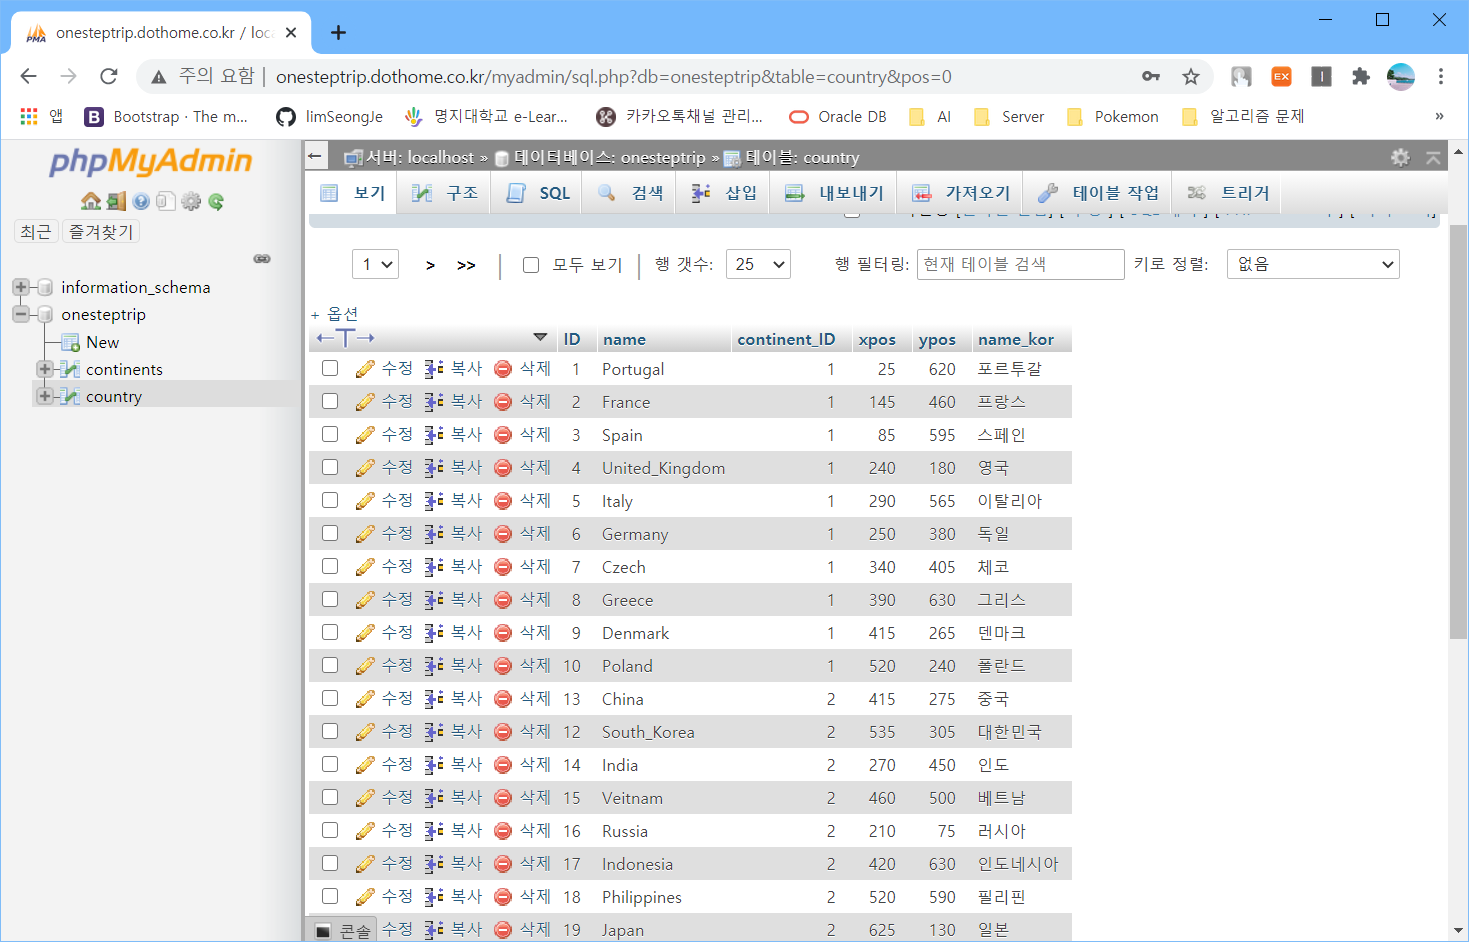 onesteptrip.dothome.co.kr / loc
주의 요함 | onesteptrip.dothome.co.kr/myadmin/sql.php?db=onesteptrip&table=country&pos=0
앱 Bootstrap · The m... limSeongJe 명지대학교 e-Lear... 카카오톡채널 관리... Oracle DB AI Server Pokemon 알고리즘 문제 »
phpMyAdmin
최근 즐겨찾기
information_schema
onesteptrip
New
continents
country
서버: localhost » 데이터베이스: onesteptrip » 테이블: country
보기 구조 SQL 검색 삽입 내보내기 가져오기 테이블 작업 트리거
1 > >> | 모두 보기 | 행 갯수: 25 행 필터링: 현재 테이블 검색 키로 정렬: 없음
+ 옵션
←T→ ID name continent_ID xpos ypos name_kor
수정 복사 삭제 1 Portugal 1 25 620 포르투갈
수정 복사 삭제 2 France 1 145 460 프랑스
수정 복사 삭제 3 Spain 1 85 595 스페인
수정 복사 삭제 4 United_Kingdom 1 240 180 영국
수정 복사 삭제 5 Italy 1 290 565 이탈리아
수정 복사 삭제 6 Germany 1 250 380 독일
수정 복사 삭제 7 Czech 1 340 405 체코
수정 복사 삭제 8 Greece 1 390 630 그리스
수정 복사 삭제 9 Denmark 1 415 265 덴마크
수정 복사 삭제 10 Poland 1 520 240 폴란드
수정 복사 삭제 13 China 2 415 275 중국
수정 복사 삭제 12 South_Korea 2 535 305 대한민국
수정 복사 삭제 14 India 2 270 450 인도
수정 복사 삭제 15 Veitnam 2 460 500 베트남
수정 복사 삭제 16 Russia 2 210 75 러시아
수정 복사 삭제 17 Indonesia 2 420 630 인도네시아
수정 복사 삭제 18 Philippines 2 520 590 필리핀
콘솔 수정 복사 삭제 19 Japan 2 625 130 일본